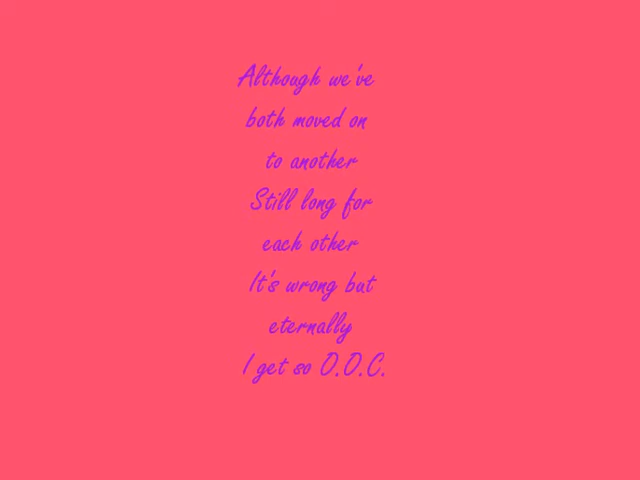 Although we've
both moved on
to another
Still long for
each other
It's wrong but
eternally
I get so O.O.C.